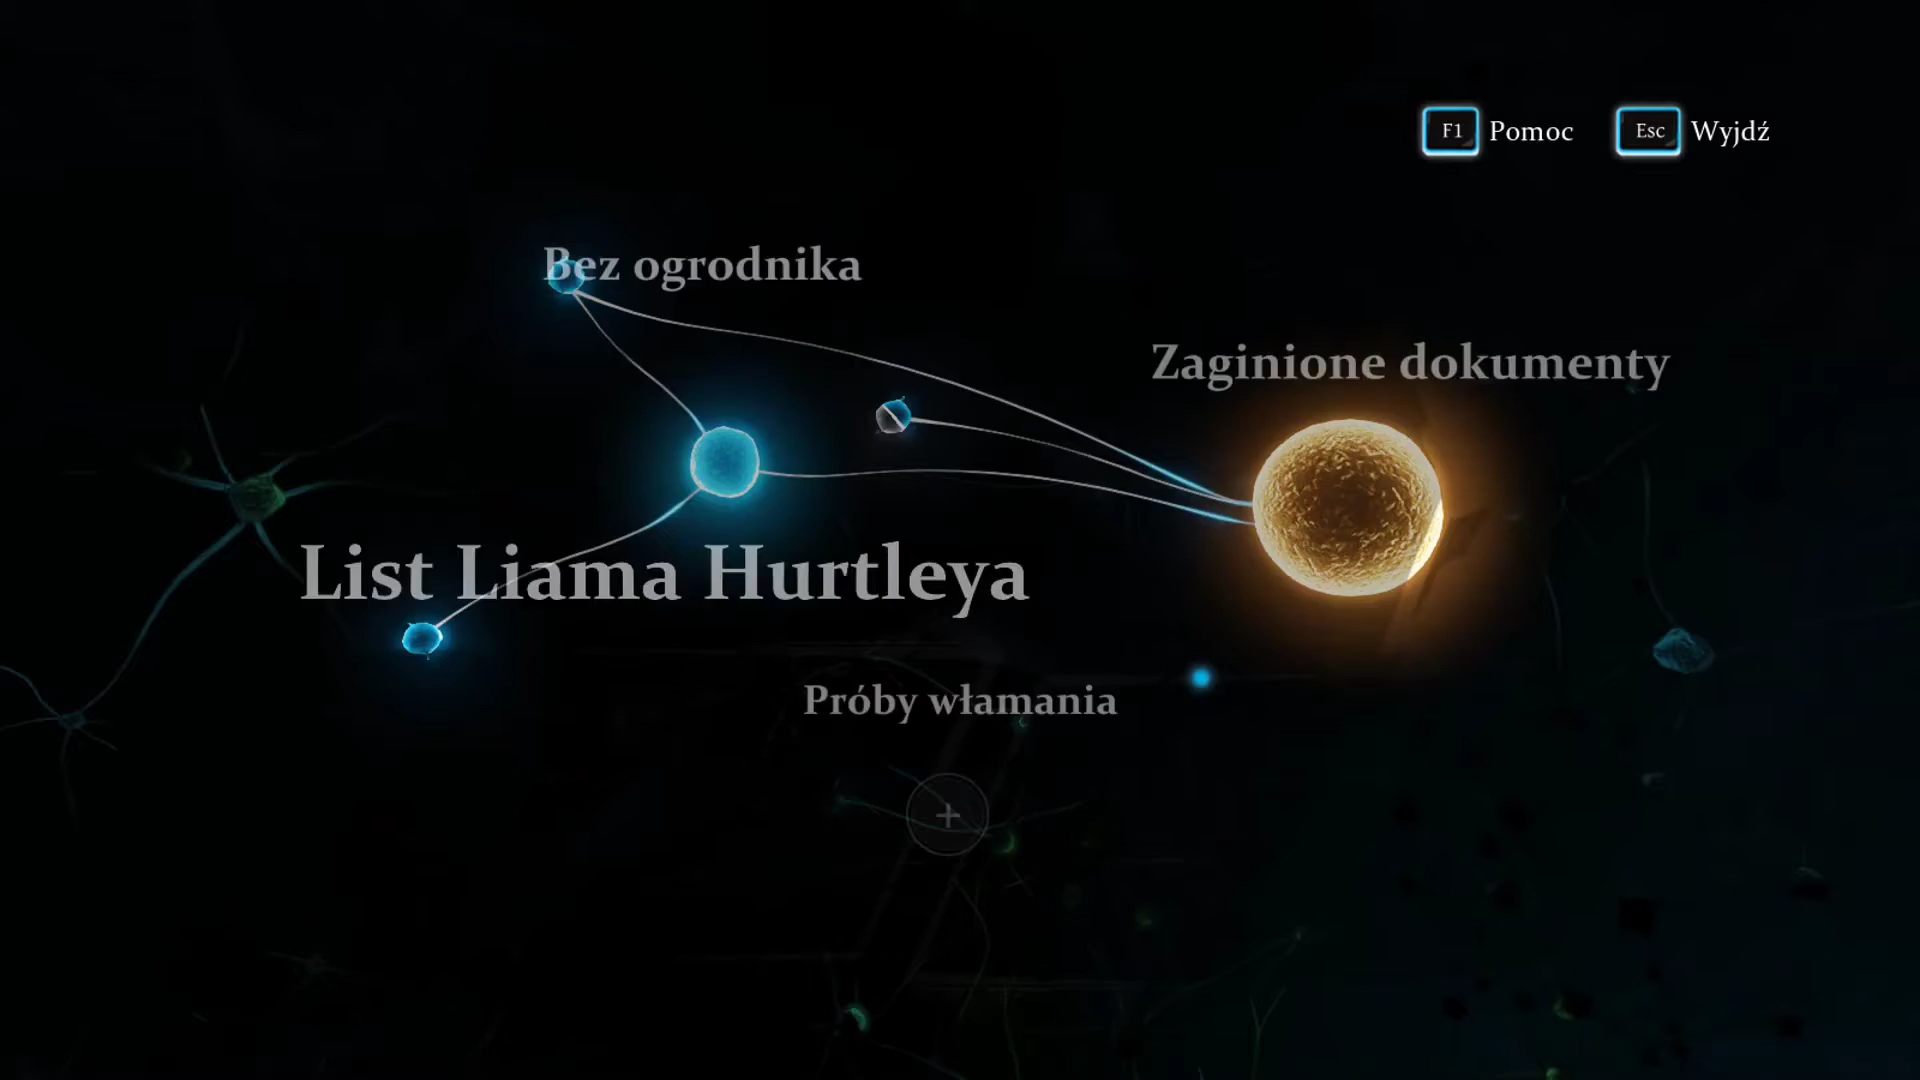 F1 Pomoc Esc Wyjdź
Bez ogrodnika
Zaginione dokumenty
List Liama Hurtleya
Próby włamania
+